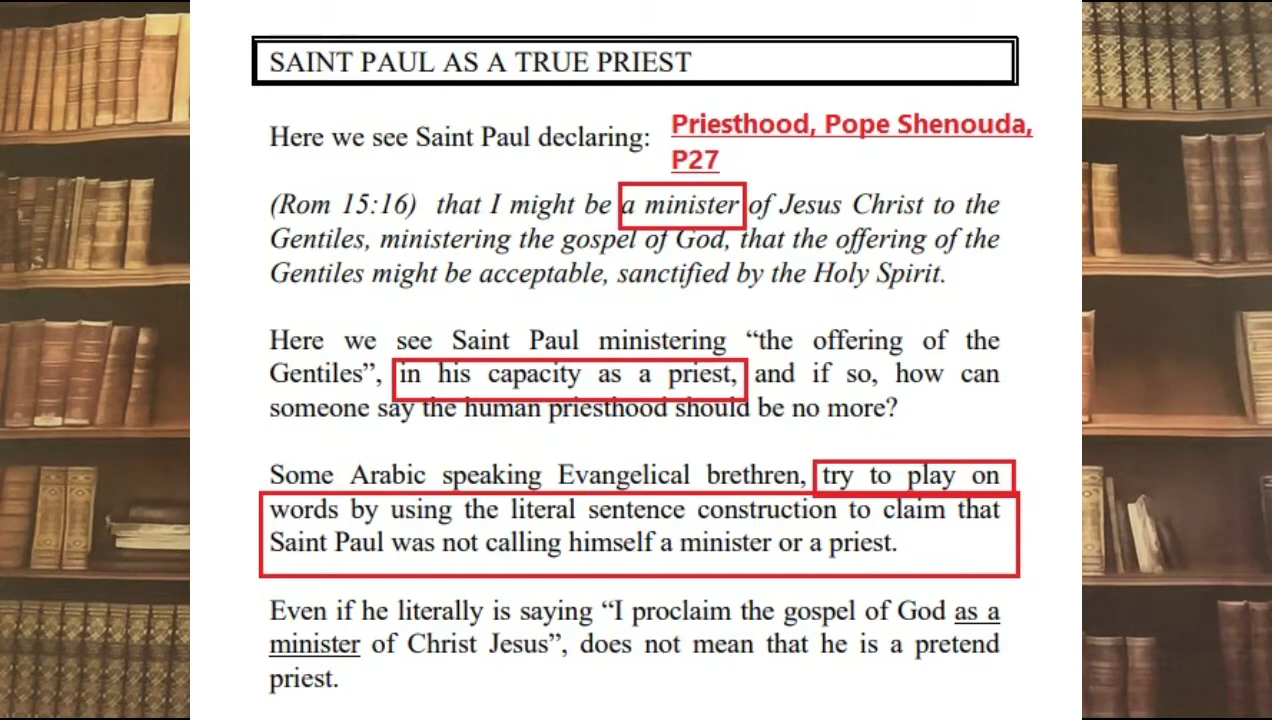 SAINT PAUL AS A TRUE PRIEST
Here we see Saint Paul declaring:
Priesthood, Pope Shenouda,
P27
(Rom 15:16) that I might be a minister of Jesus Christ to the
Gentiles, ministering the gospel of God, that the offering of the
Gentiles might be acceptable, sanctified by the Holy Spirit.
Here we see Saint Paul ministering “the offering of the
Gentiles”, in his capacity as a priest, and if so, how can
someone say the human priesthood should be no more?
Some Arabic speaking Evangelical brethren, try to play on
words by using the literal sentence construction to claim that
Saint Paul was not calling himself a minister or a priest.
Even if he literally is saying “I proclaim the gospel of God as a
minister of Christ Jesus”, does not mean that he is a pretend
priest.